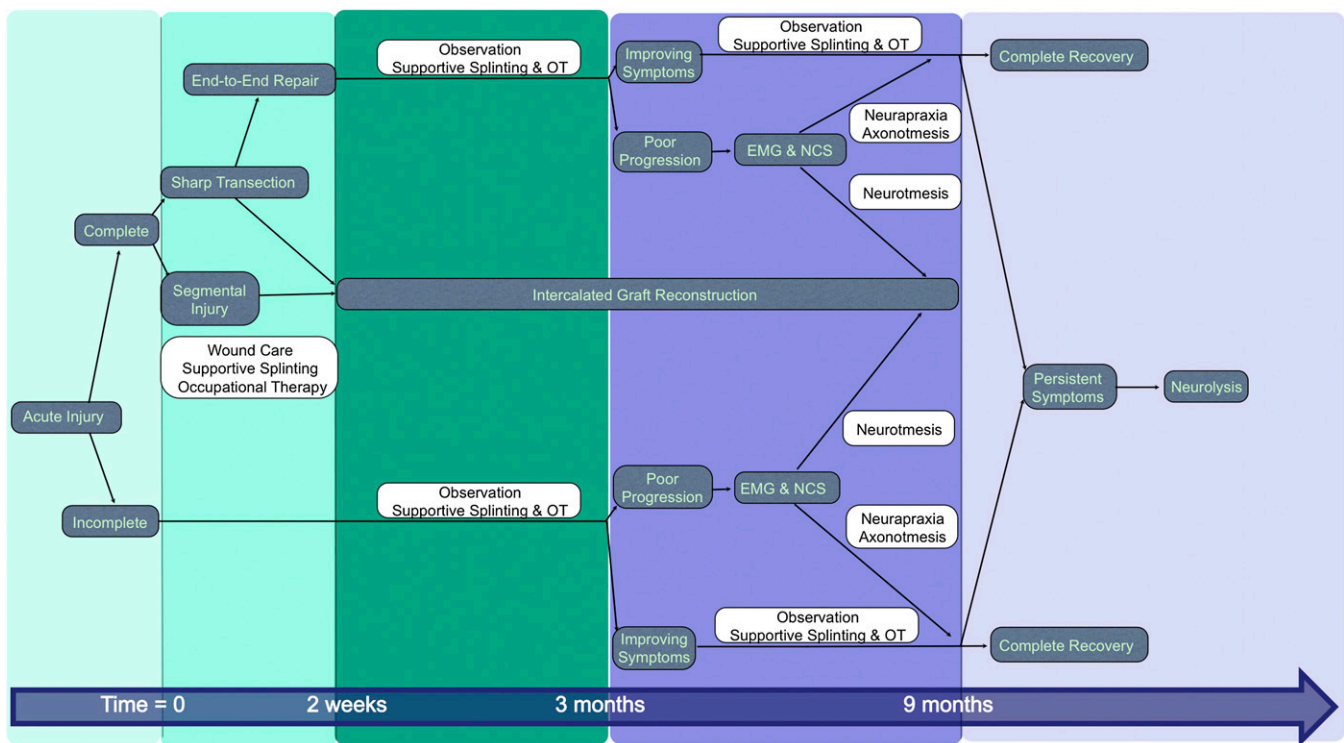 Observation
Supportive Splinting & OT
Observation
Supportive Splinting & OT
Improving
Symptoms
Complete Recovery
End-to-End Repair
Neurapraxia
Axonotmesis
Poor
Progression
EMG & NCS
Sharp Transection
Neurotmesis
Complete
Segmental
Injury
Intercalated Graft Reconstruction
Wound Care
Supportive Splinting
Occupational Therapy
Persistent
Symptoms
Neurolysis
Acute Injury
Neurotmesis
Poor
Progression
EMG & NCS
Observation
Supportive Splinting & OT
Incomplete
Neurapraxia
Axonotmesis
Observation
Supportive Splinting & OT
Improving
Symptoms
Complete Recovery
Time = 0
2 weeks
3 months
9 months